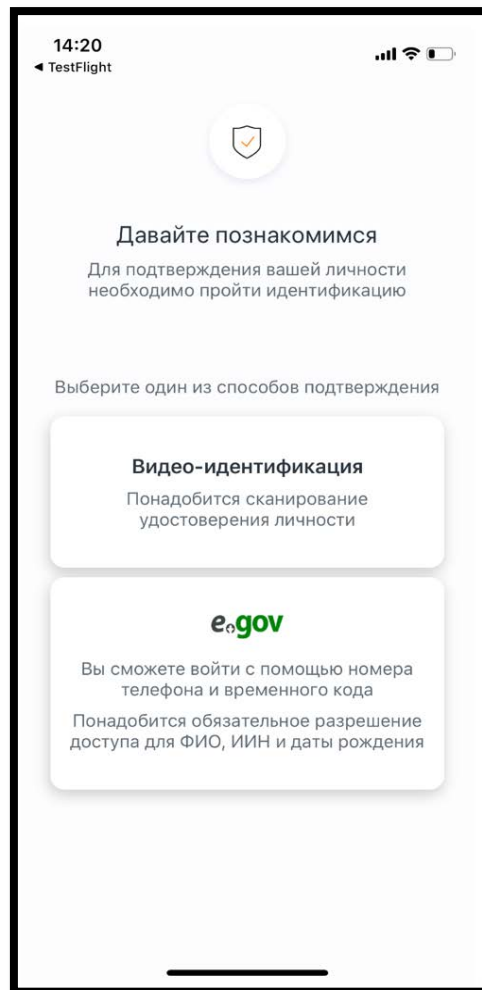 14:20
◀ TestFlight
Давайте познакомимся
Для подтверждения вашей личности
необходимо пройти идентификацию
Выберите один из способов подтверждения
Видео-идентификация
Понадобится сканирование
удостоверения личности
e.gov
Вы сможете войти с помощью номера
телефона и временного кода
Понадобится обязательное разрешение
доступа для ФИО, ИИН и даты рождения